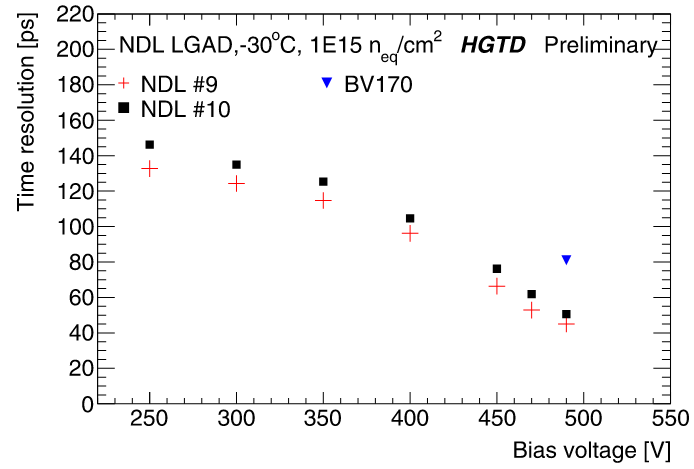 Time resolution [ps]
220
200
180
160
140
120
100
80
60
40
20
0
NDL LGAD,-30°C, 1E15 n_eq/cm² HGTD Preliminary
NDL #9 BV170
NDL #10
250 300 350 400 450 500 550
Bias voltage [V]